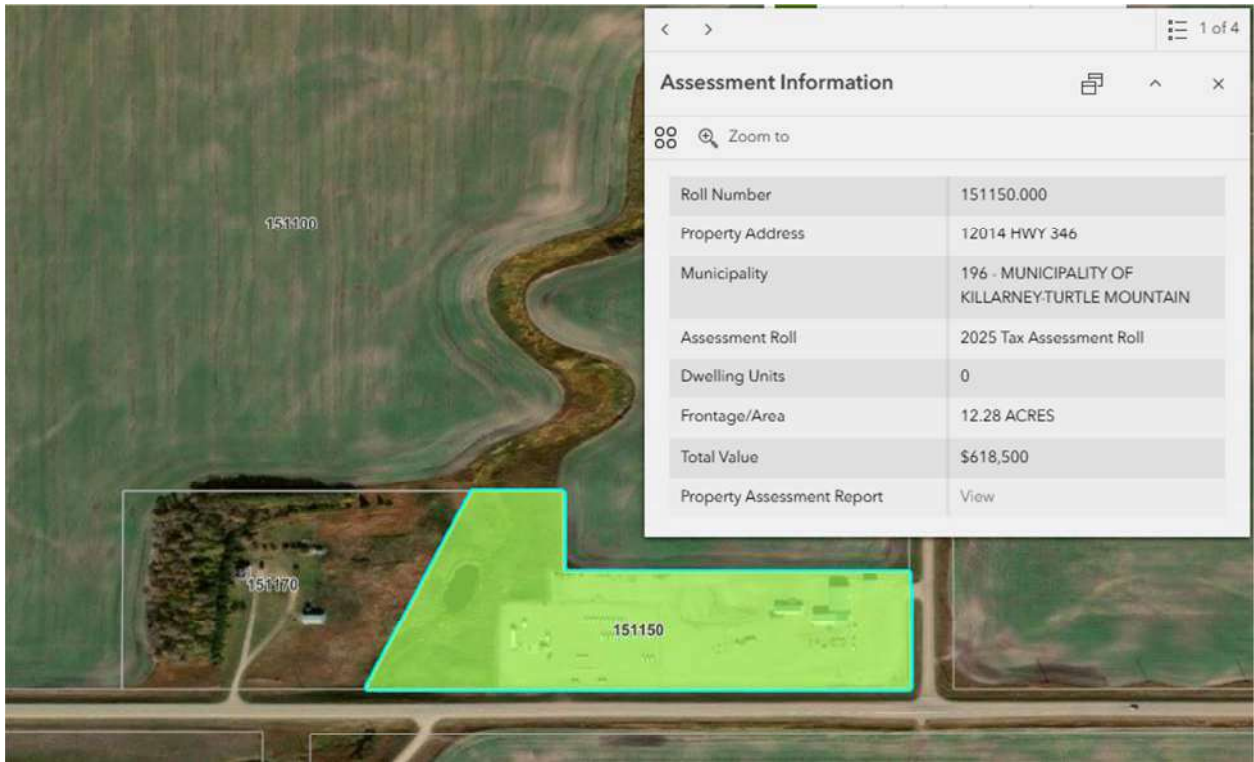 1 of 4
Assessment Information
Zoom to
Roll Number 151150.000
Property Address 12014 HWY 346
Municipality 196 - MUNICIPALITY OF
KILLARNEY-TURTLE MOUNTAIN
Assessment Roll 2025 Tax Assessment Roll
Dwelling Units 0
Frontage/Area 12.28 ACRES
Total Value $618,500
Property Assessment Report View
151100
151170
151150